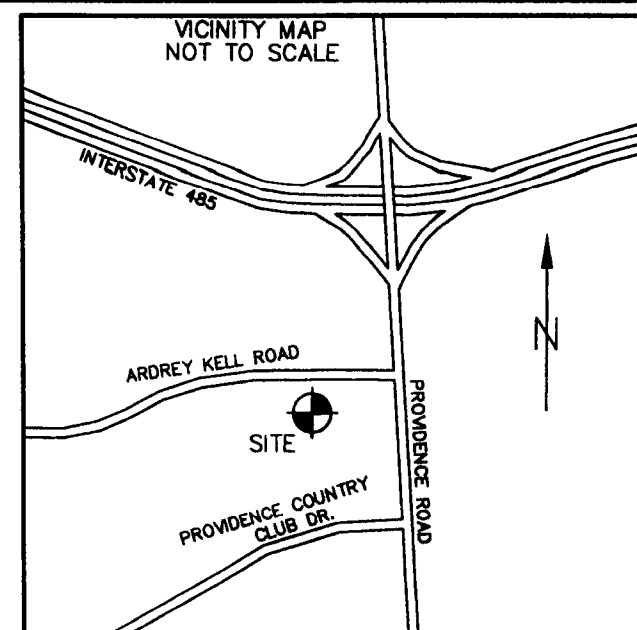 VICINITY MAP
NOT TO SCALE
INTERSTATE 485
N
ARDREY KELL ROAD
SITE
PROVIDENCE ROAD
PROVIDENCE COUNTRY
CLUB DR.